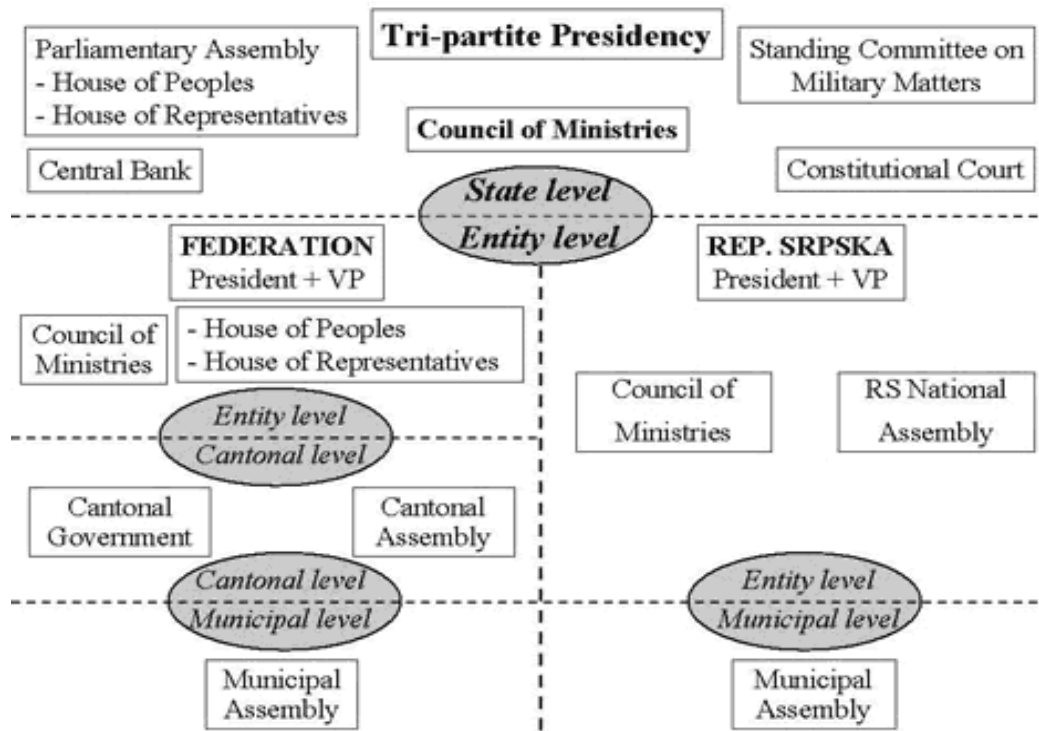 Tri-partite Presidency
Parliamentary Assembly
- House of Peoples
- House of Representatives
Standing Committee on
Military Matters
Council of Ministries
Central Bank
Constitutional Court
State level
Entity level
FEDERATION
President + VP
REP. SRPSKA
President + VP
Council of
Ministries
- House of Peoples
- House of Representatives
Council of
Ministries
RS National
Assembly
Entity level
Cantonal level
Cantonal
Government
Cantonal
Assembly
Cantonal level
Municipal level
Entity level
Municipal level
Municipal
Assembly
Municipal
Assembly